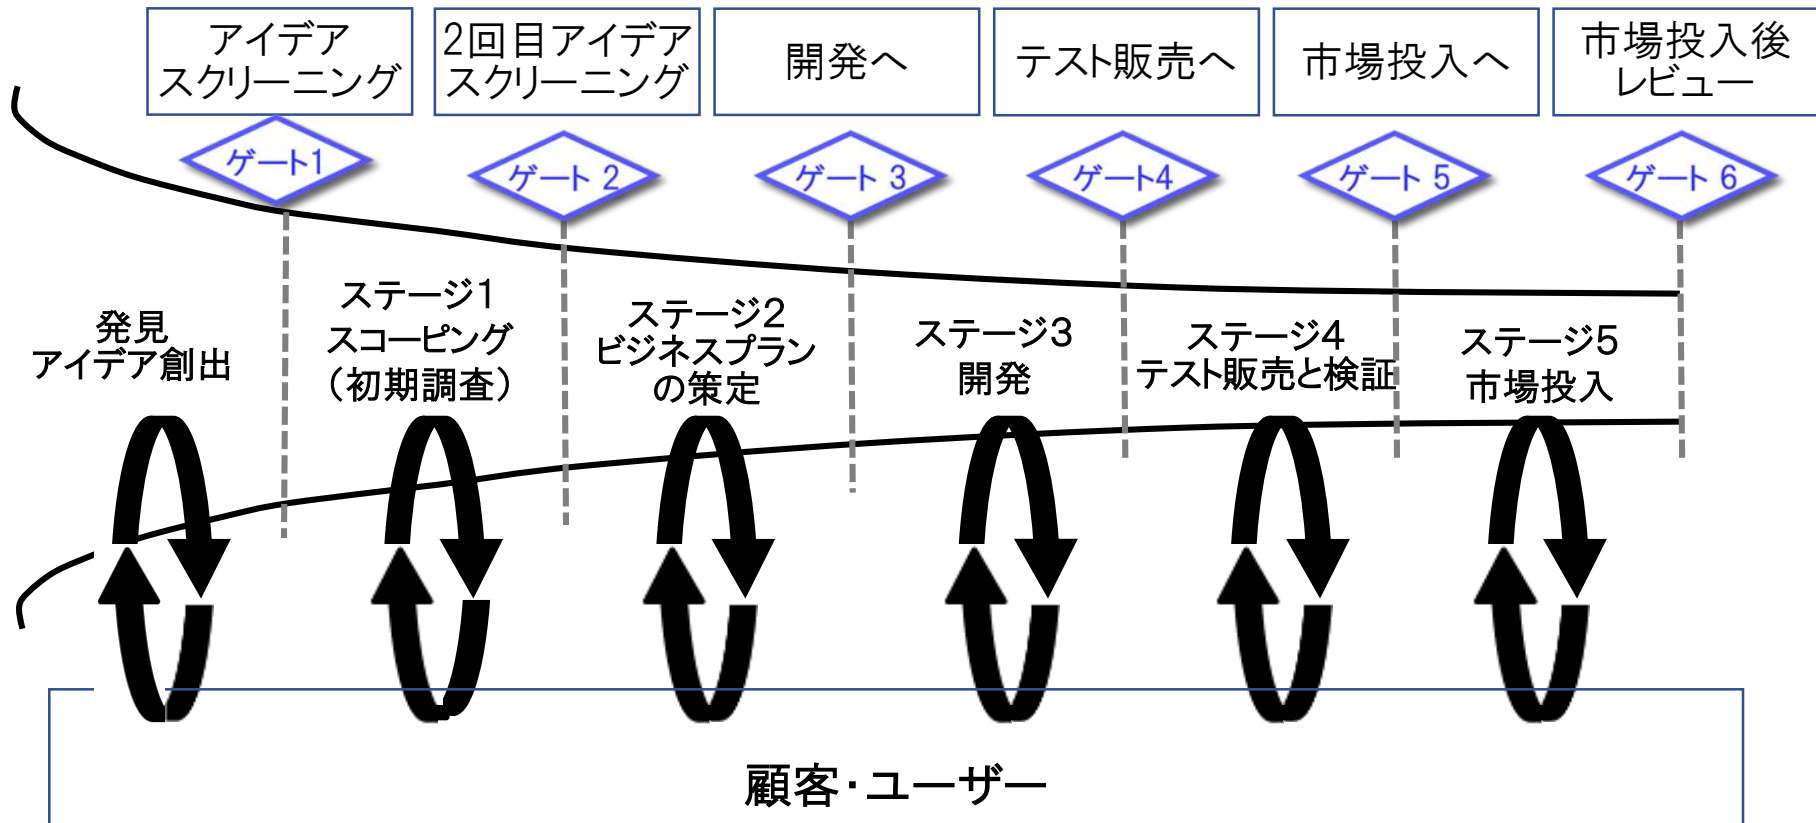 アイデア
スクリーニング
2回目アイデア
スクリーニング
開発へ
テスト販売へ
市場投入へ
市場投入後
レビュー
ゲート1
ゲート 2
ゲート 3
ゲート4
ゲート 5
ゲート 6
発見
アイデア創出
ステージ1
スコーピング
（初期調査）
ステージ2
ビジネスプラン
の策定
ステージ3
開発
ステージ4
テスト販売と検証
ステージ5
市場投入
顧客・ユーザー